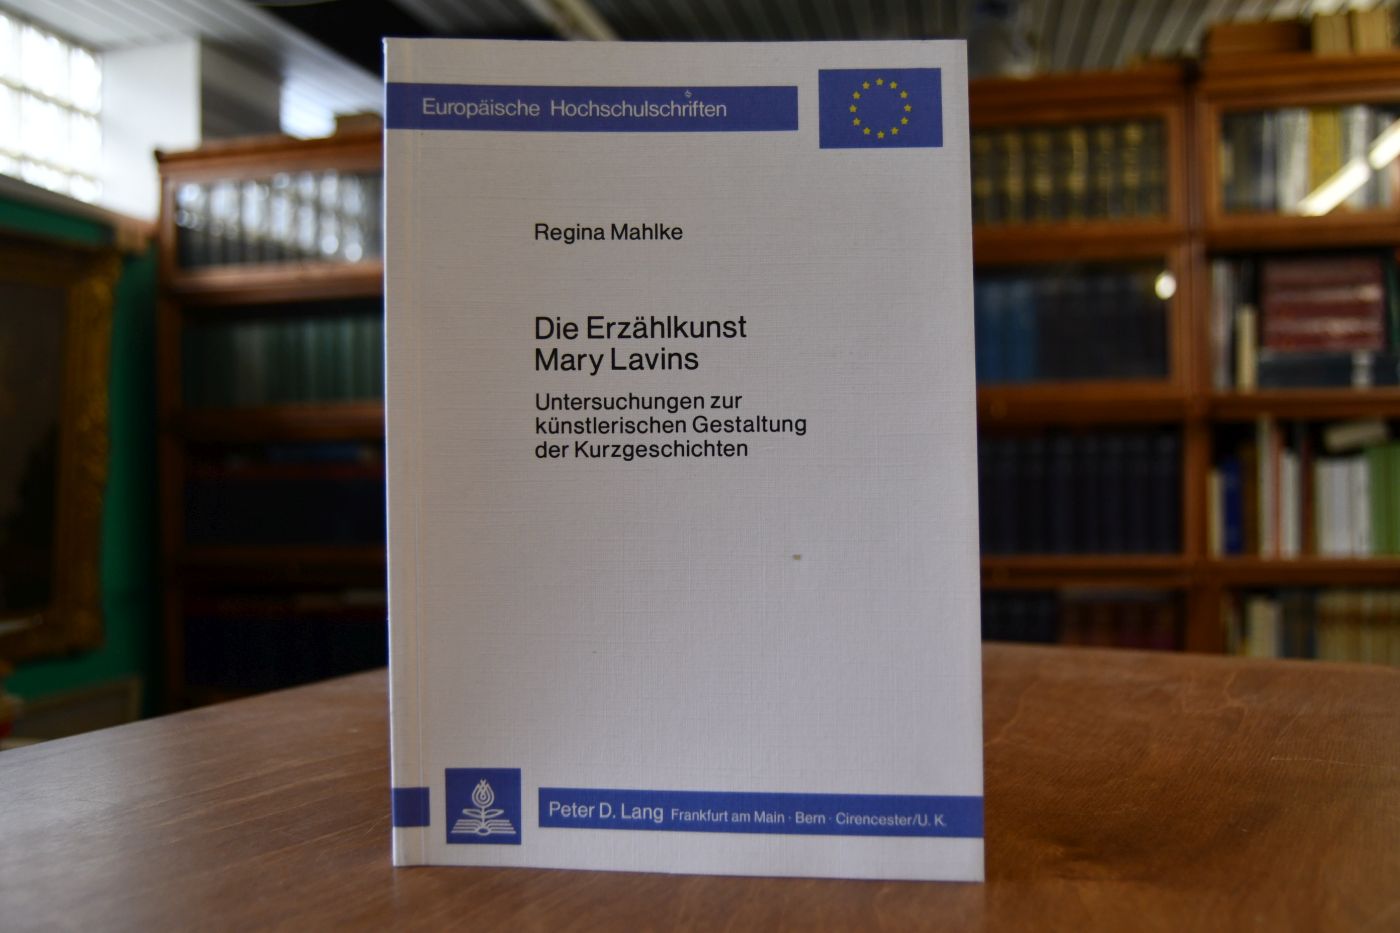 Europäische Hochschulschriften
Regina Mahlke
Die Erzählkunst
Mary Lavins
Untersuchungen zur
künstlerischen Gestaltung
der Kurzgeschichten
Peter D. Lang Frankfurt am Main · Bern · Cirencester/U. K.